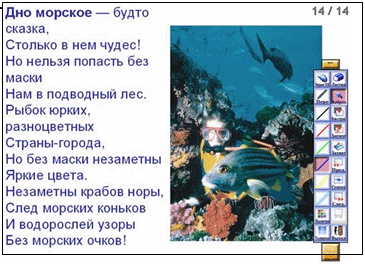 Дно морское — будто
сказка,
Столько в нем чудес!
Но нельзя попасть без
маски
Нам в подводный лес.
Рыбок юрких,
разноцветных
Страны-города,
Но без маски незаметны
Яркие цвета.
Незаметны крабов норы,
След морских коньков
И водорослей узоры
Без морских очков!
14 / 14